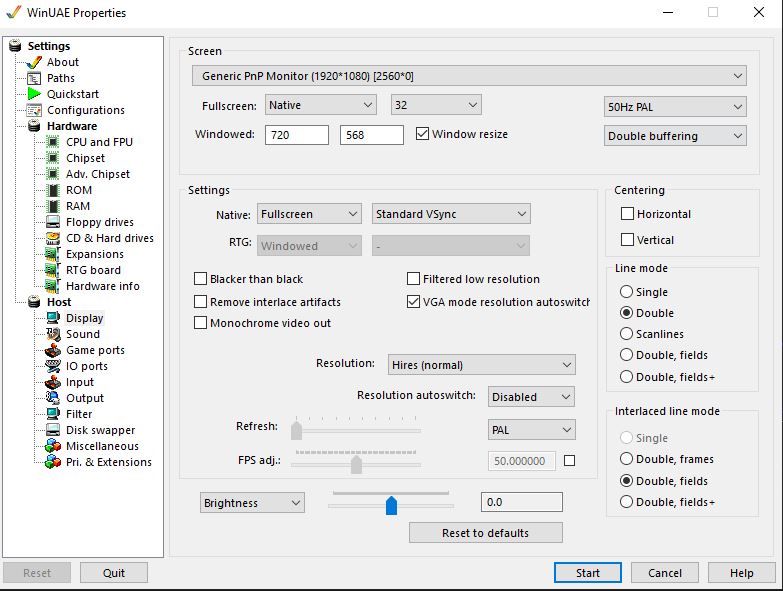 WinUAE Properties
Settings
About
Paths
Quickstart
Configurations
Hardware
CPU and FPU
Chipset
Adv. Chipset
ROM
RAM
Floppy drives
CD & Hard drives
Expansions
RTG board
Hardware info
Host
Display
Sound
Game ports
IO ports
Input
Output
Filter
Disk swapper
Miscellaneous
Pri. & Extensions
Screen
Generic PnP Monitor (1920*1080) [2560*0]
Fullscreen: Native 32 50Hz PAL
Windowed: 720 568 Window resize Double buffering
Settings
Native: Fullscreen Standard VSync
RTG: Windowed -
Blacker than black Filtered low resolution
Remove interlace artifacts VGA mode resolution autoswitch
Monochrome video out
Resolution: Hires (normal)
Resolution autoswitch: Disabled
Refresh: PAL
FPS adj.: 50.000000
Brightness 0.0
Reset to defaults
Centering
Horizontal
Vertical
Line mode
Single
Double
Scanlines
Double, fields
Double, fields+
Interlaced line mode
Single
Double, frames
Double, fields
Double, fields+
Reset Quit Start Cancel Help